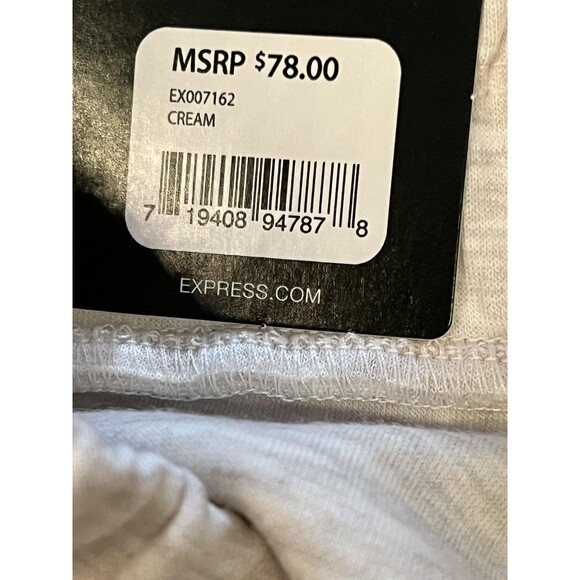 MSRP $78.00
EX007162
CREAM
7 19408 94787 8
EXPRESS.COM